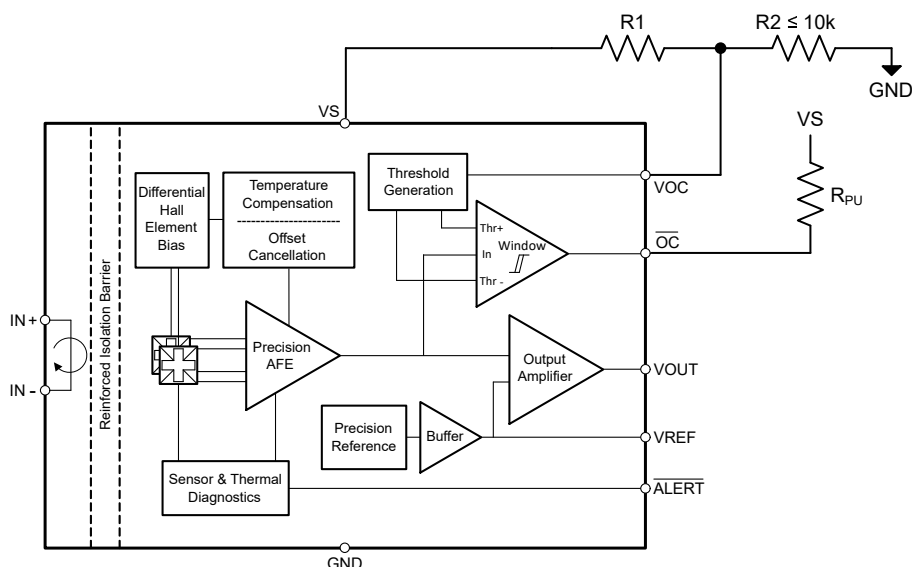 R1
R2 ≤ 10k
GND
VS
VS
R_PU
Differential
Hall
Element
Bias
Temperature
Compensation
Offset
Cancellation
Threshold
Generation
VOC
Thr+
Window
In
Thr -
OC
Reinforced Isolation Barrier
IN+
IN-
Precision
AFE
Output
Amplifier
VOUT
Precision
Reference
Buffer
VREF
Sensor & Thermal
Diagnostics
ALERT
GND